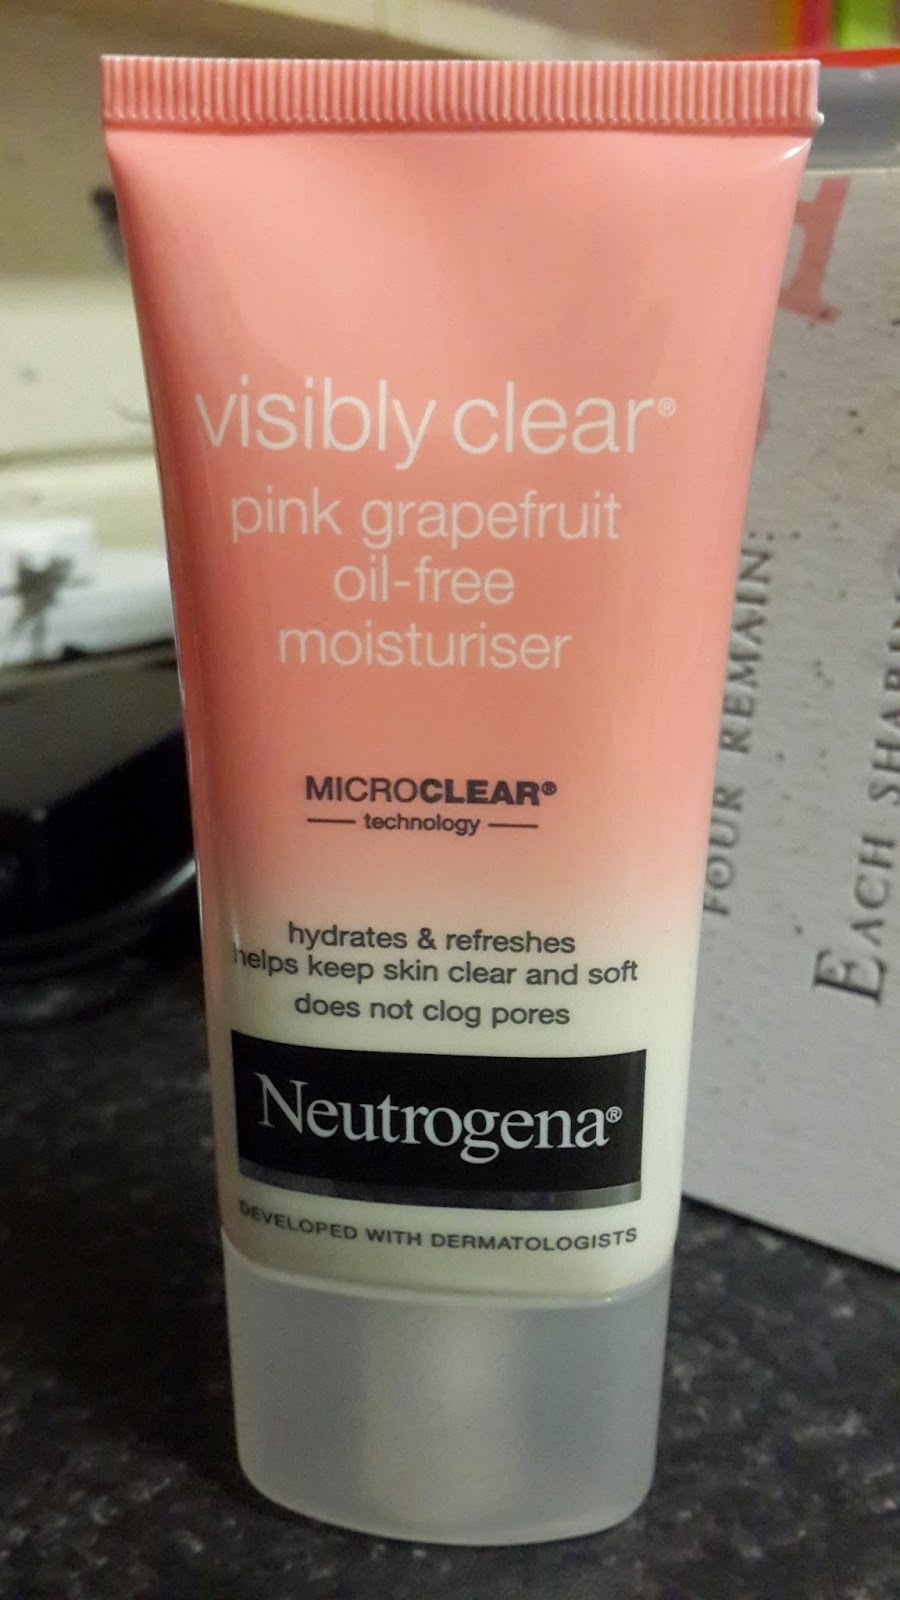 visibly clear®
pink grapefruit
oil-free
moisturiser
MICROCLEAR®
technology
hydrates & refreshes
helps keep skin clear and soft
does not clog pores
Neutrogena®
DEVELOPED WITH DERMATOLOGISTS
FOUR REMAIN:
EACH